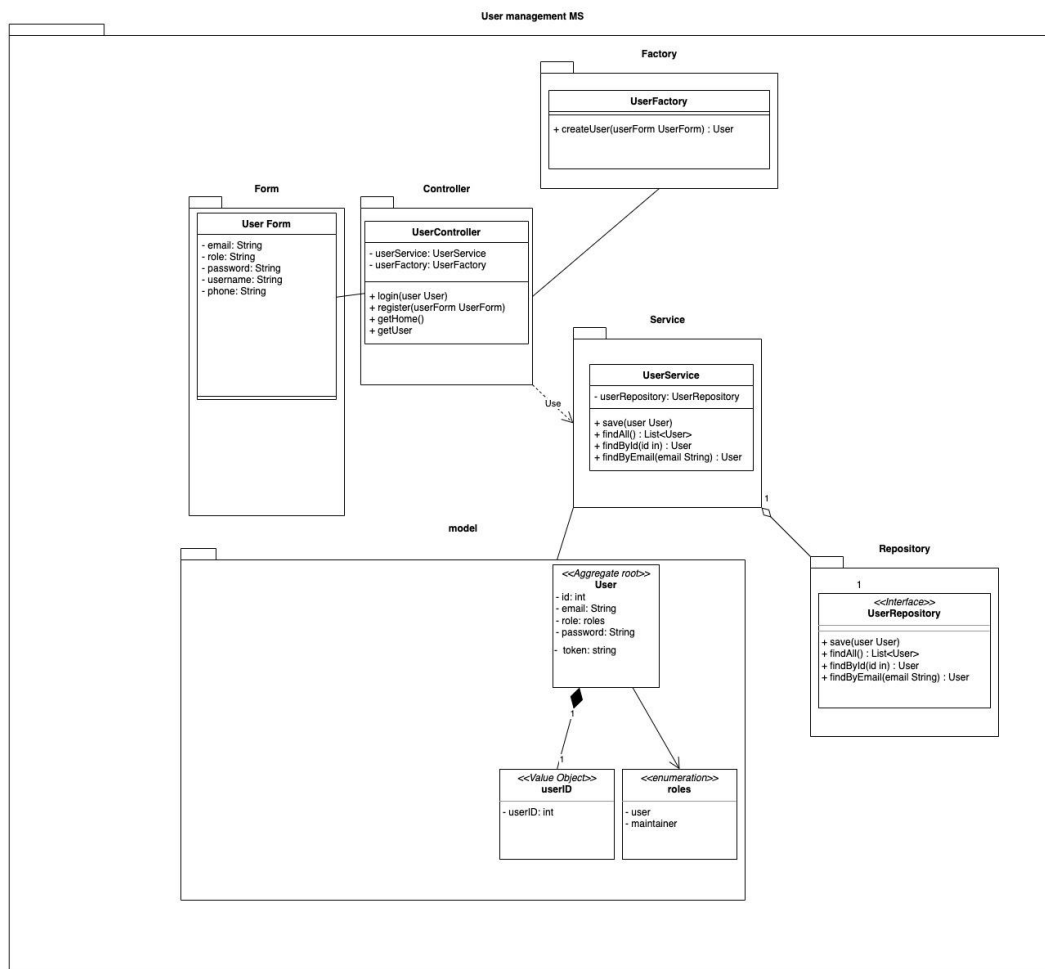 User management MS
Factory
UserFactory
+ createUser(userForm UserForm) : User
Form
User Form
- email: String
- role: String
- password: String
- username: String
- phone: String
Controller
UserController
- userService: UserService
- userFactory: UserFactory
+ login(user User)
+ register(userForm UserForm)
+ getHome()
+ getUser
Use
Service
UserService
- userRepository: UserRepository
+ save(user User)
+ findAll() : List<User>
+ findById(id in) : User
+ findByEmail(email String) : User
1
Repository
1
<<Interface>>
UserRepository
+ save(user User)
+ findAll() : List<User>
+ findById(id in) : User
+ findByEmail(email String) : User
model
<<Aggregate root>>
User
- id: int
- email: String
- role: roles
- password: String
- token: string
1
1
<<Value Object>>
userID
- userID: int
<<enumeration>>
roles
- user
- maintainer